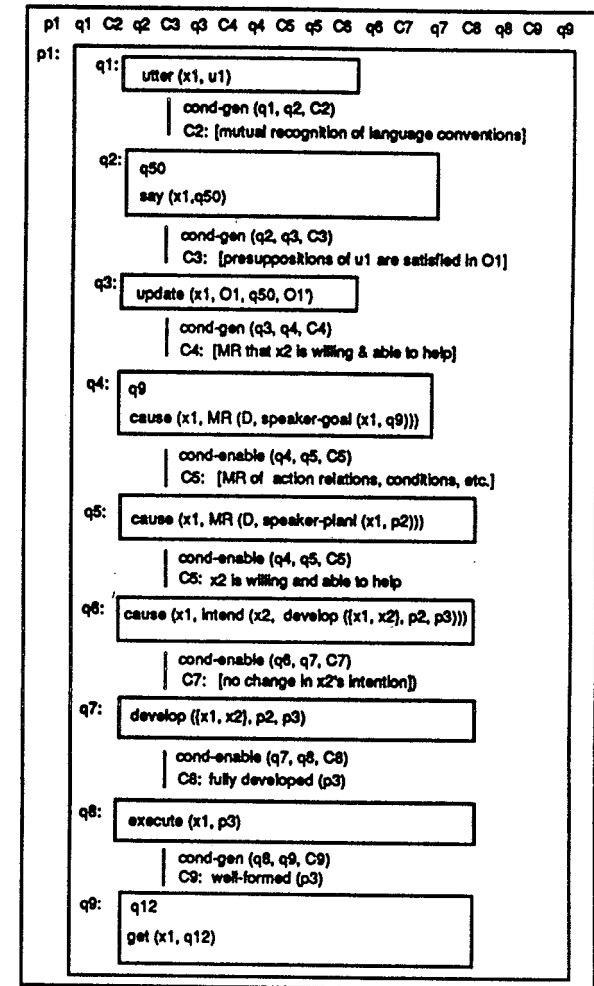 p1 q1 C2 q2 C3 q3 C4 q4 C5 q5 C6 q6 C7 q7 C8 q8 C9 q9
p1:
q1: utter (x1, u1)
cond-gen (q1, q2, C2)
C2: [mutual recognition of language conventions]
q2: q50
say (x1,q50)
cond-gen (q2, q3, C3)
C3: [presuppositions of u1 are satisfied in O1]
q3: update (x1, O1, q50, O1')
cond-gen (q3, q4, C4)
C4: [MR that x2 is willing & able to help]
q4: q9
cause (x1, MR (D, speaker-goal (x1, q9)))
cond-enable (q4, q5, C5)
C5: [MR of action relations, conditions, etc.]
q5: cause (x1, MR (D, speaker-planl (x1, p2)))
cond-enable (q4, q5, C5)
C5: x2 is willing and able to help
q6: cause (x1, intend (x2, develop ({x1, x2}, p2, p3)))
cond-enable (q6, q7, C7)
C7: [no change in x2's intention])
q7: develop ({x1, x2}, p2, p3)
cond-enable (q7, q8, C8)
C8: fully developed (p3)
q8: execute (x1, p3)
cond-gen (q8, q9, C9)
C9: well-formed (p3)
q9: q12
get (x1, q12)